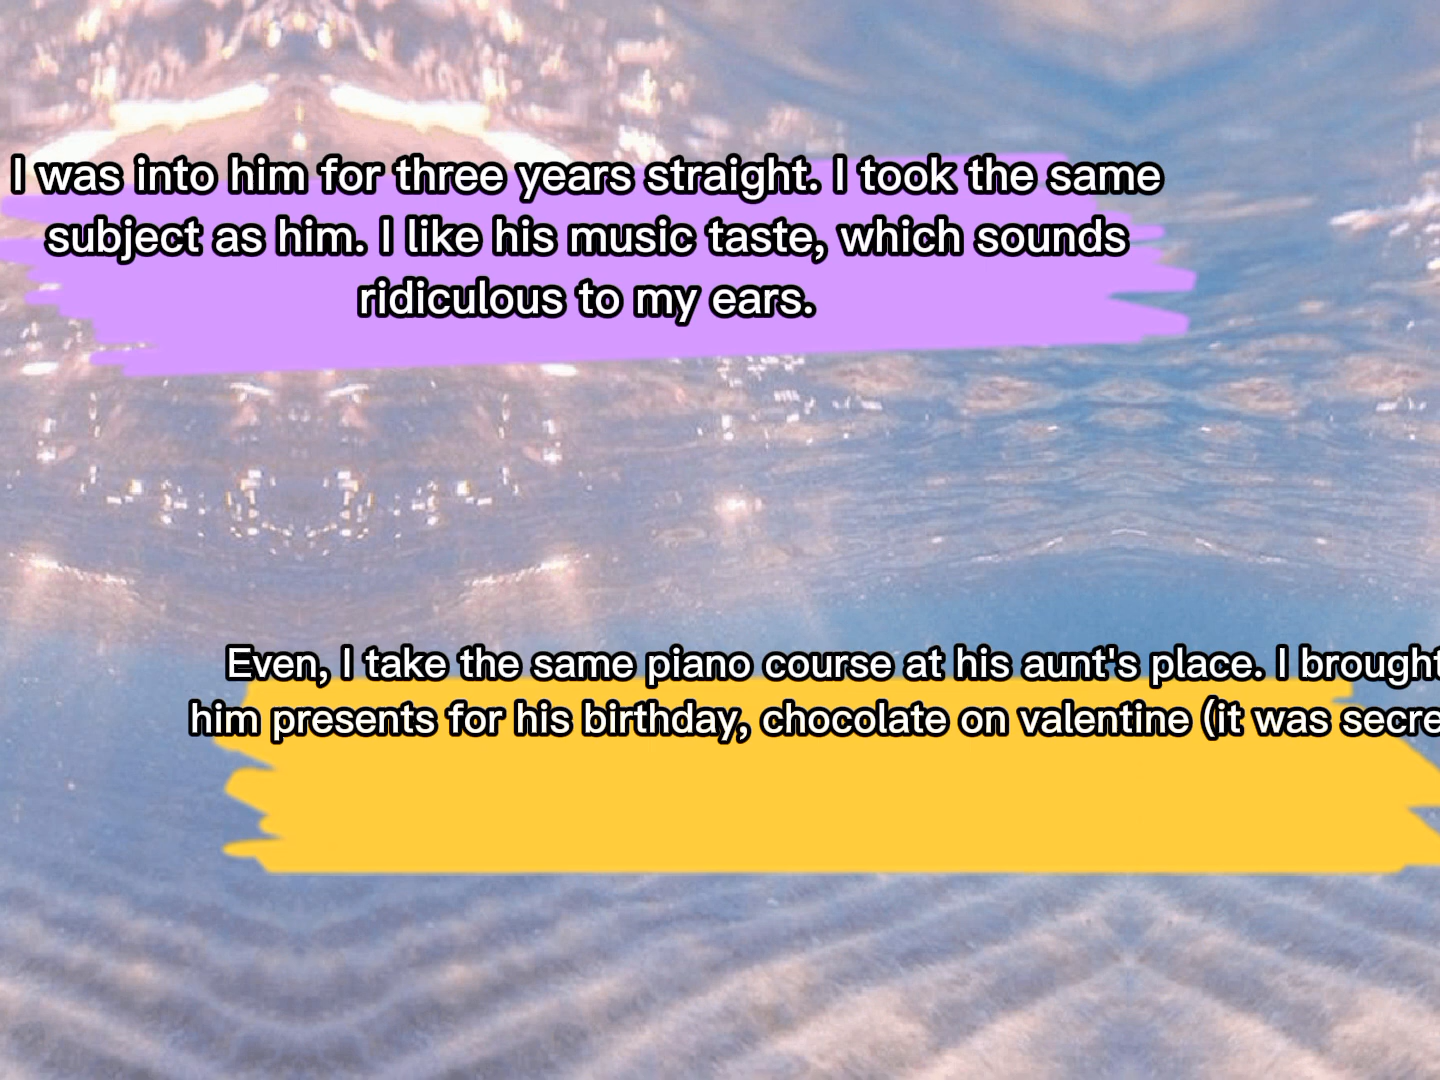 I was into him for three years straight. I took the same
subject as him. I like his music taste, which sounds
ridiculous to my ears.
Even, I take the same piano course at his aunt's place. I brought
him presents for his birthday, chocolate on valentine (it was